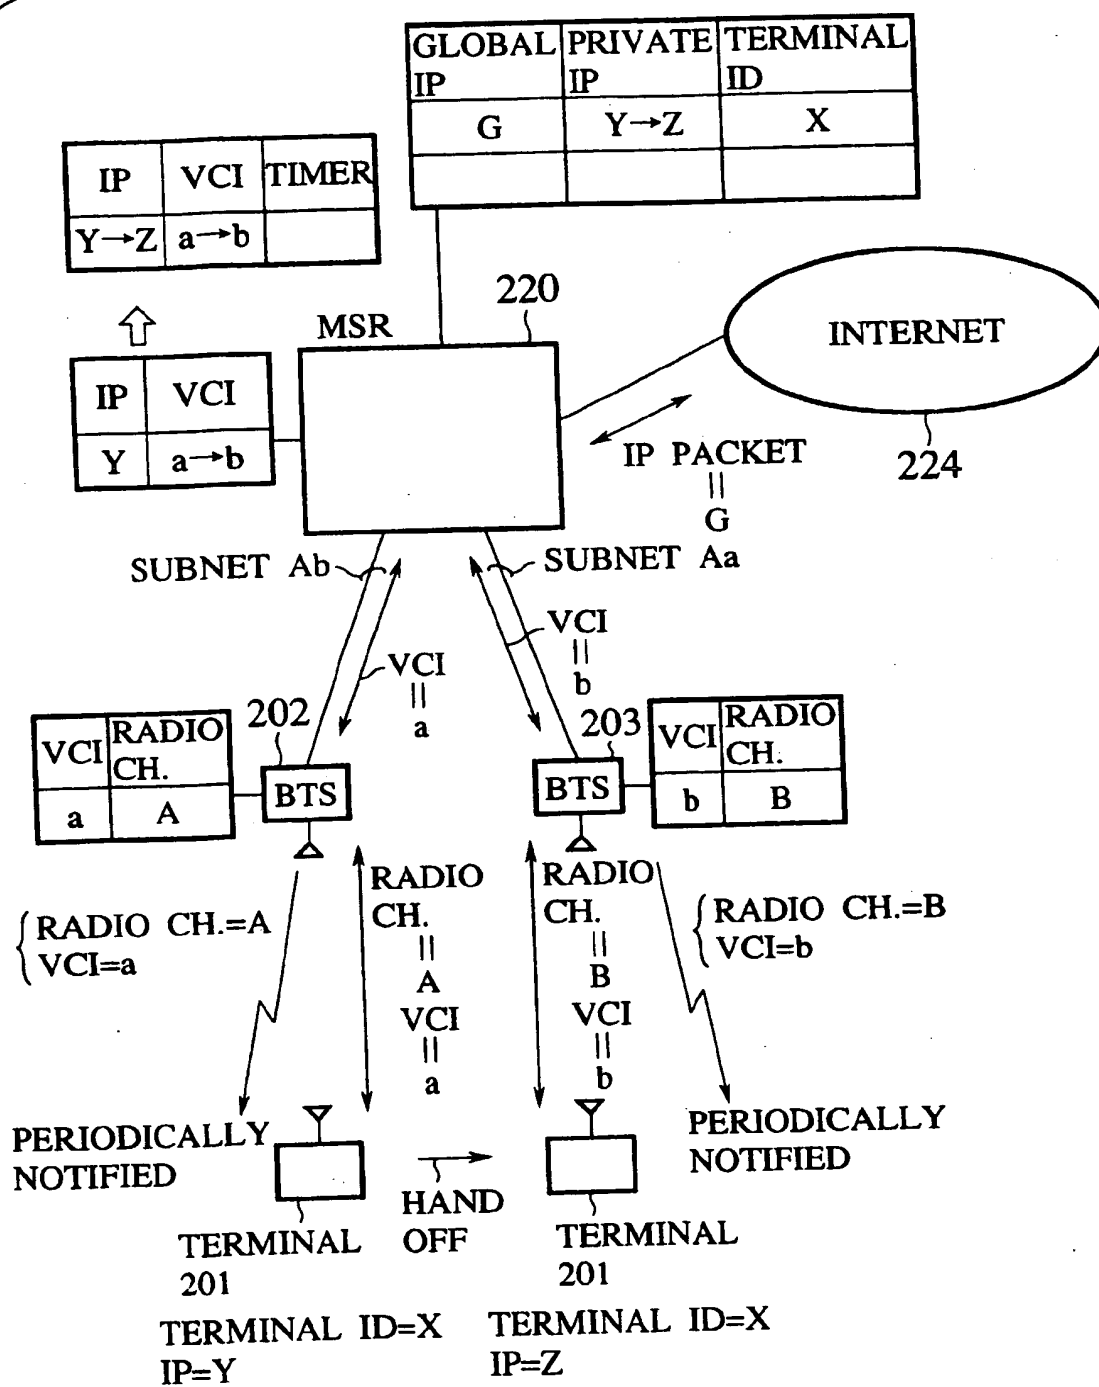 GLOBAL IP
PRIVATE IP
TERMINAL ID
G
Y→Z
X
IP
VCI
TIMER
Y→Z
a→b
220
MSR
INTERNET
IP
VCI
Y
a→b
IP PACKET
=
G
224
SUBNET Ab
SUBNET Aa
VCI
=
a
VCI
=
b
202
203
VCI
RADIO CH.
a
A
BTS
BTS
VCI
RADIO CH.
b
B
RADIO CH.=A
VCI=a
RADIO
CH.
=
A
VCI
=
a
RADIO
CH.
=
B
VCI
=
b
RADIO CH.=B
VCI=b
PERIODICALLY
NOTIFIED
PERIODICALLY
NOTIFIED
HAND
OFF
TERMINAL
201
TERMINAL
201
TERMINAL ID=X
IP=Y
TERMINAL ID=X
IP=Z